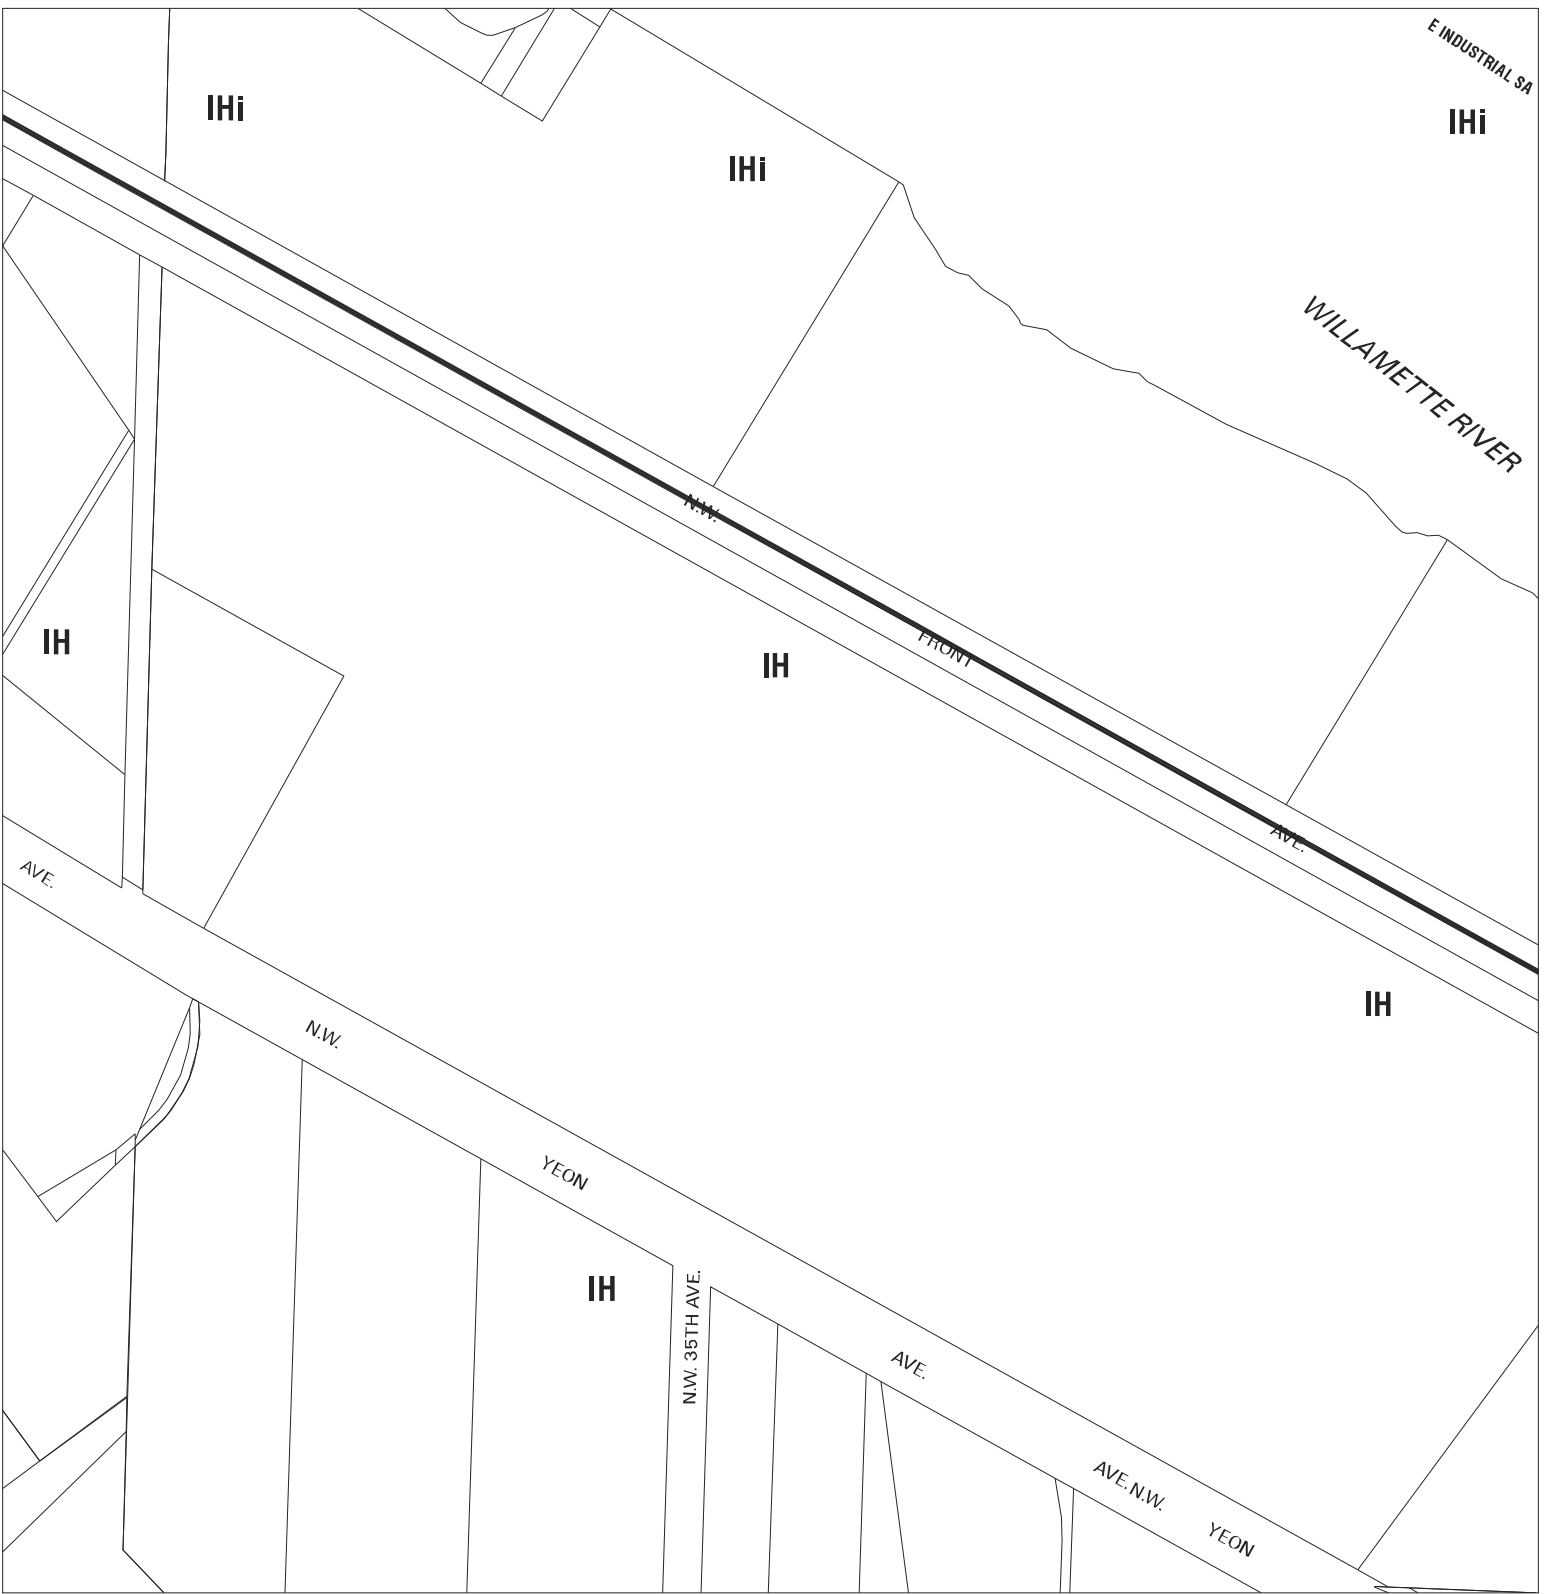 E INDUSTRIAL SA
IHi
IHi
IHi
WILLAMETTE RIVER
N.W.
FRONT
AVE.
IH
IH
IH
AVE.
N.W.
YEON
IH
N.W. 35TH AVE.
AVE.
AVE.
N.W.
YEON